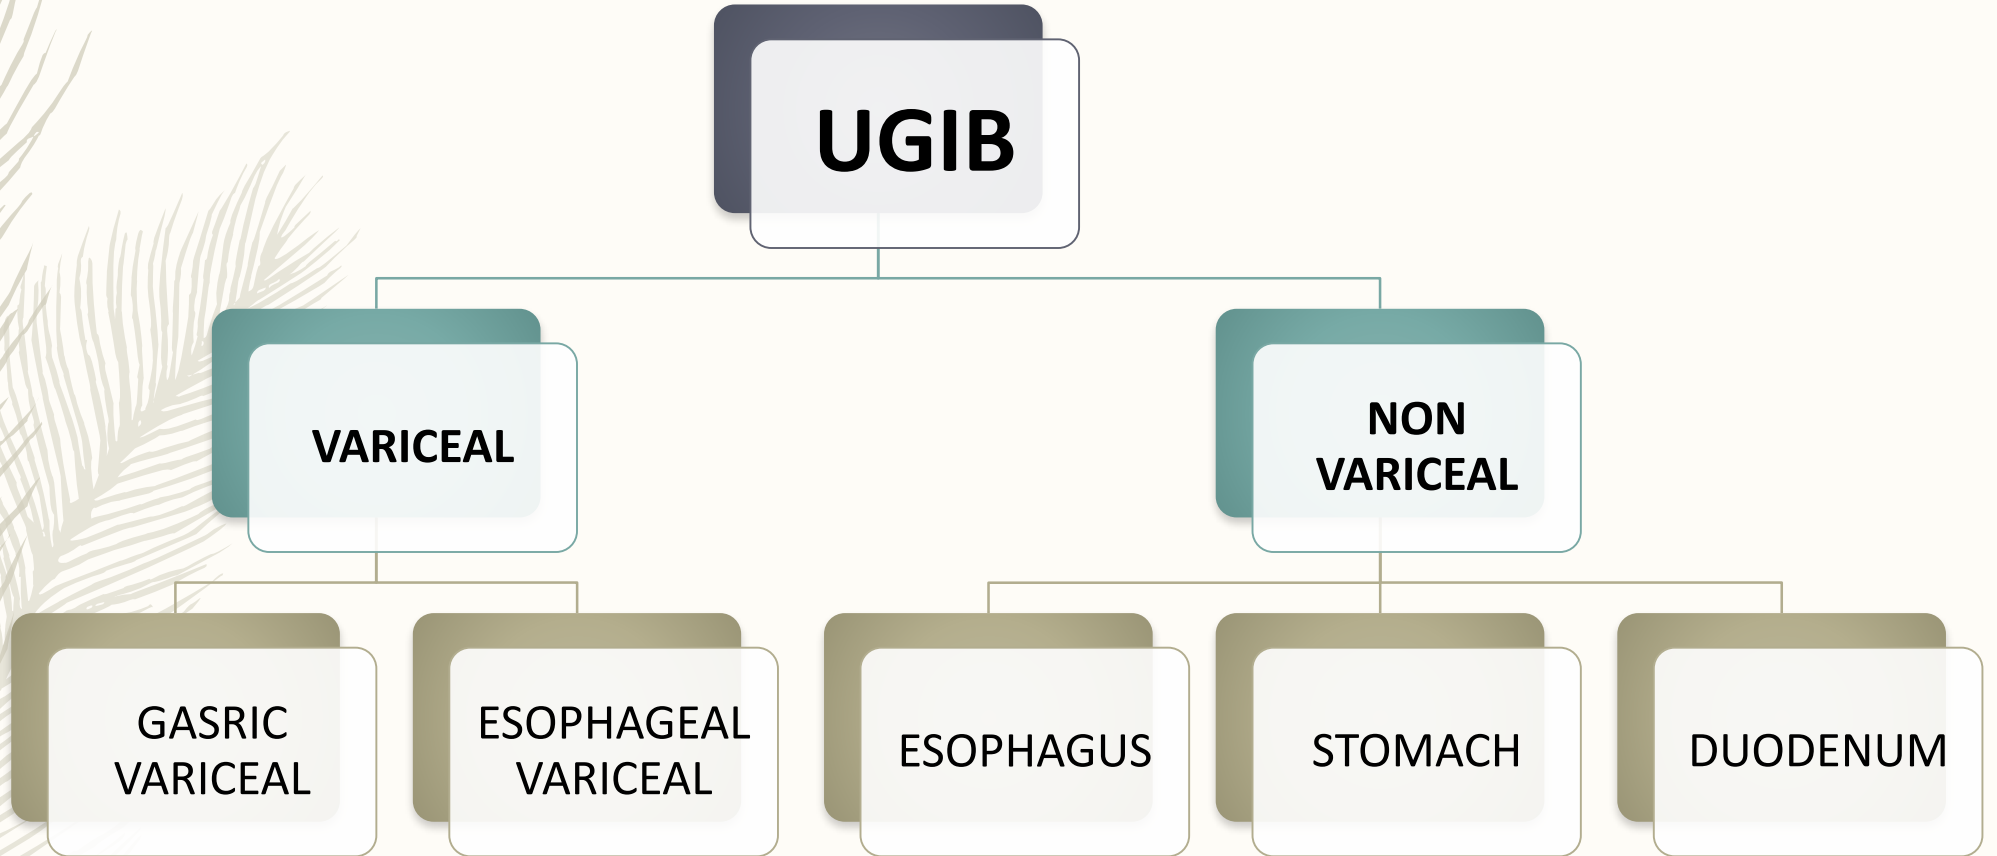 UGIB
VARICEAL
NON
VARICEAL
GASRIC
VARICEAL
ESOPHAGEAL
VARICEAL
ESOPHAGUS
STOMACH
DUODENUM